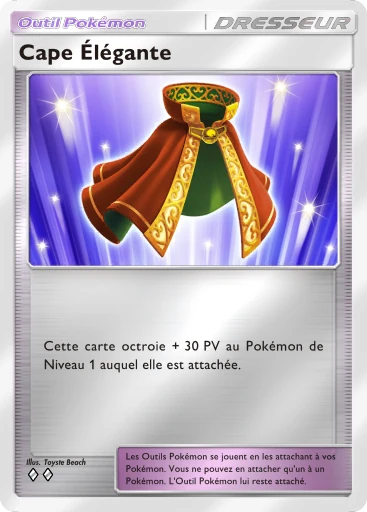 Outil Pokémon
DRESSEUR
Cape Élégante
Cette carte octroie + 30 PV au Pokémon de
Niveau 1 auquel elle est attachée.
Illus. Toyste Beach
Les Outils Pokémon se jouent en les attachant à vos
Pokémon. Vous ne pouvez en attacher qu'un à un
Pokémon. L'Outil Pokémon lui reste attaché.